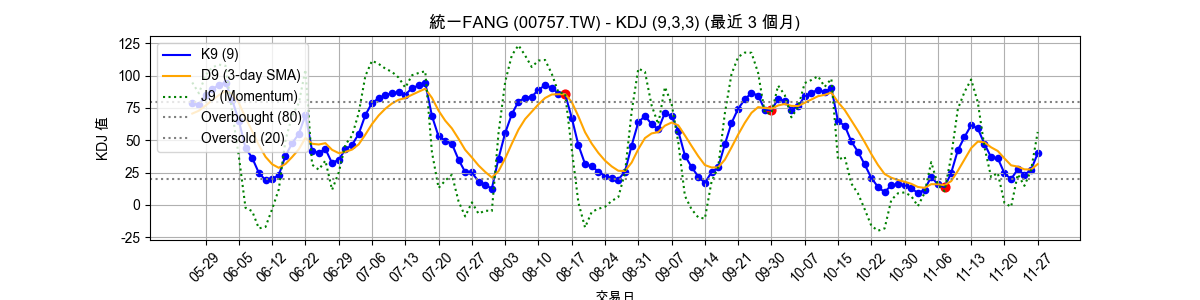 統一FANG (00757.TW) - KDJ (9,3,3) (最近 3 個月)
KDJ 值
125
100
75
50
25
0
-25
K9 (9)
D9 (3-day SMA)
J9 (Momentum)
Overbought (80)
Oversold (20)
05-29 06-05 06-12 06-22 06-29 07-06 07-13 07-20 07-27 08-03 08-10 08-17 08-24 08-31 09-07 09-14 09-21 09-30 10-07 10-15 10-22 10-30 11-06 11-13 11-20 11-27
交易日